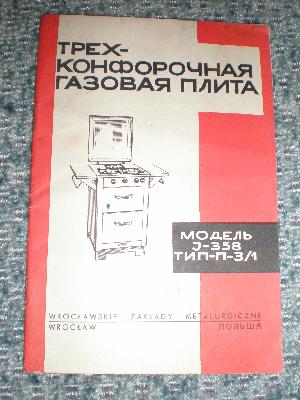 ТРЕХ-
КОНФОРОЧНАЯ
ГАЗОВАЯ ПЛИТА
МОДЕЛЬ
J-358
ТИП-П-3/1
WROCŁAWSKIE ZAKŁADY METALURGICZNE
WROCŁAW ПОЛЬША